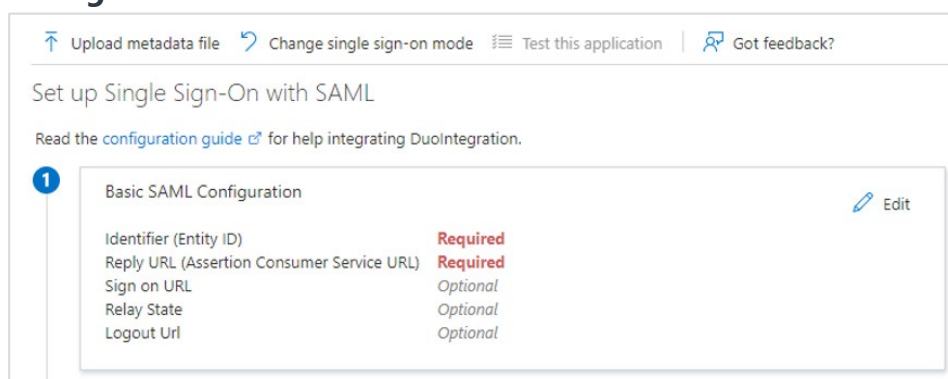 Upload metadata file Change single sign-on mode Test this application Got feedback?
Set up Single Sign-On with SAML
Read the configuration guide for help integrating DuoIntegration.
1
Basic SAML Configuration
Edit
Identifier (Entity ID) Required
Reply URL (Assertion Consumer Service URL) Required
Sign on URL Optional
Relay State Optional
Logout Url Optional